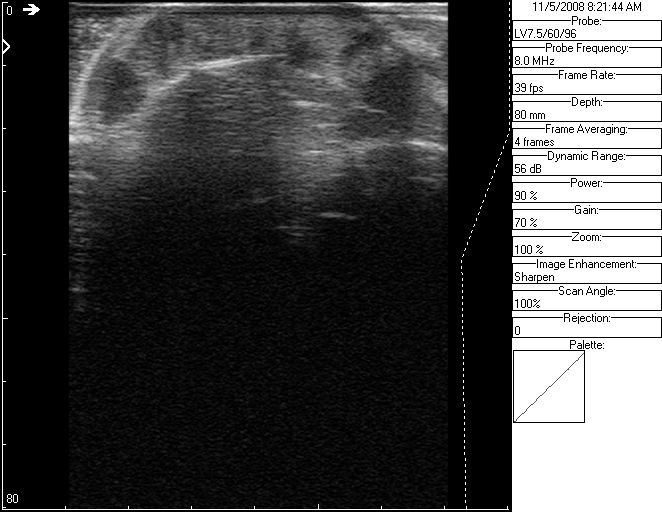 0
80
11/5/2008 8:21:44 AM
Probe:
LV7.5/60/96
Probe Frequency:
8.0 MHz
Frame Rate:
39 fps
Depth:
80 mm
Frame Averaging:
4 frames
Dynamic Range:
56 dB
Power:
90 %
Gain:
70 %
Zoom:
100 %
Image Enhancement:
Sharpen
Scan Angle:
100%
Rejection:
0
Palette: